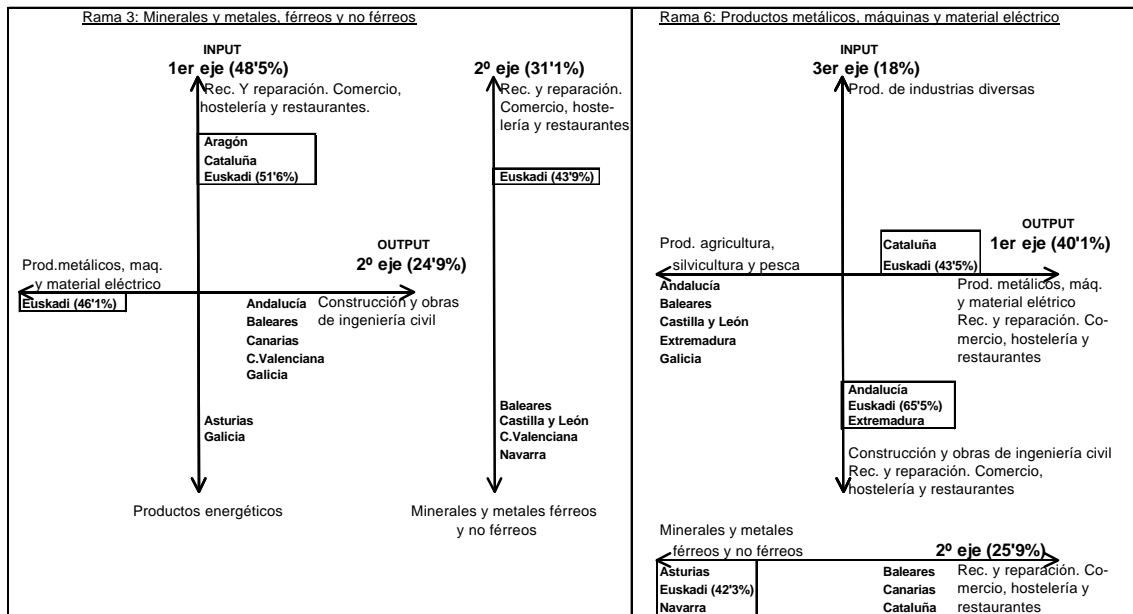 Rama 3: Minerales y metales, férreos y no férreos
INPUT
1er eje (48'5%)
2º eje (31'1%)
Rec. Y reparación. Comercio,
hostelería y restaurantes.
Rec. y reparación.
Comercio, hoste-
lería y restaurantes
Aragón
Cataluña
Euskadi (51'6%)
Euskadi (43'9%)
OUTPUT
2º eje (24'9%)
Prod.metálicos, maq.
y material eléctrico
Euskadi (46'1%)
Andalucía
Baleares
Canarias
C.Valenciana
Galicia
Construcción y obras
de ingeniería civil
Asturias
Galicia
Baleares
Castilla y León
C.Valenciana
Navarra
Productos energéticos
Minerales y metales férreos
y no férreos
Rama 6: Productos metálicos, máquinas y material eléctrico
INPUT
3er eje (18%)
Prod. de industrias diversas
OUTPUT
1er eje (40'1%)
Prod. agricultura,
silvicultura y pesca
Cataluña
Euskadi (43'5%)
Andalucía
Baleares
Castilla y León
Extremadura
Galicia
Prod. metálicos, máq.
y material elétrico
Rec. y reparación. Co-
mercio, hostelería y
restaurantes
Andalucía
Euskadi (65'5%)
Extremadura
Construcción y obras de ingeniería civil
Rec. y reparación. Comercio,
hostelería y restaurantes
Minerales y metales
férreos y no férreos
2º eje (25'9%)
Asturias
Euskadi (42'3%)
Navarra
Baleares
Canarias
Cataluña
Rec. y reparación. Co-
mercio, hostelería y
restaurantes